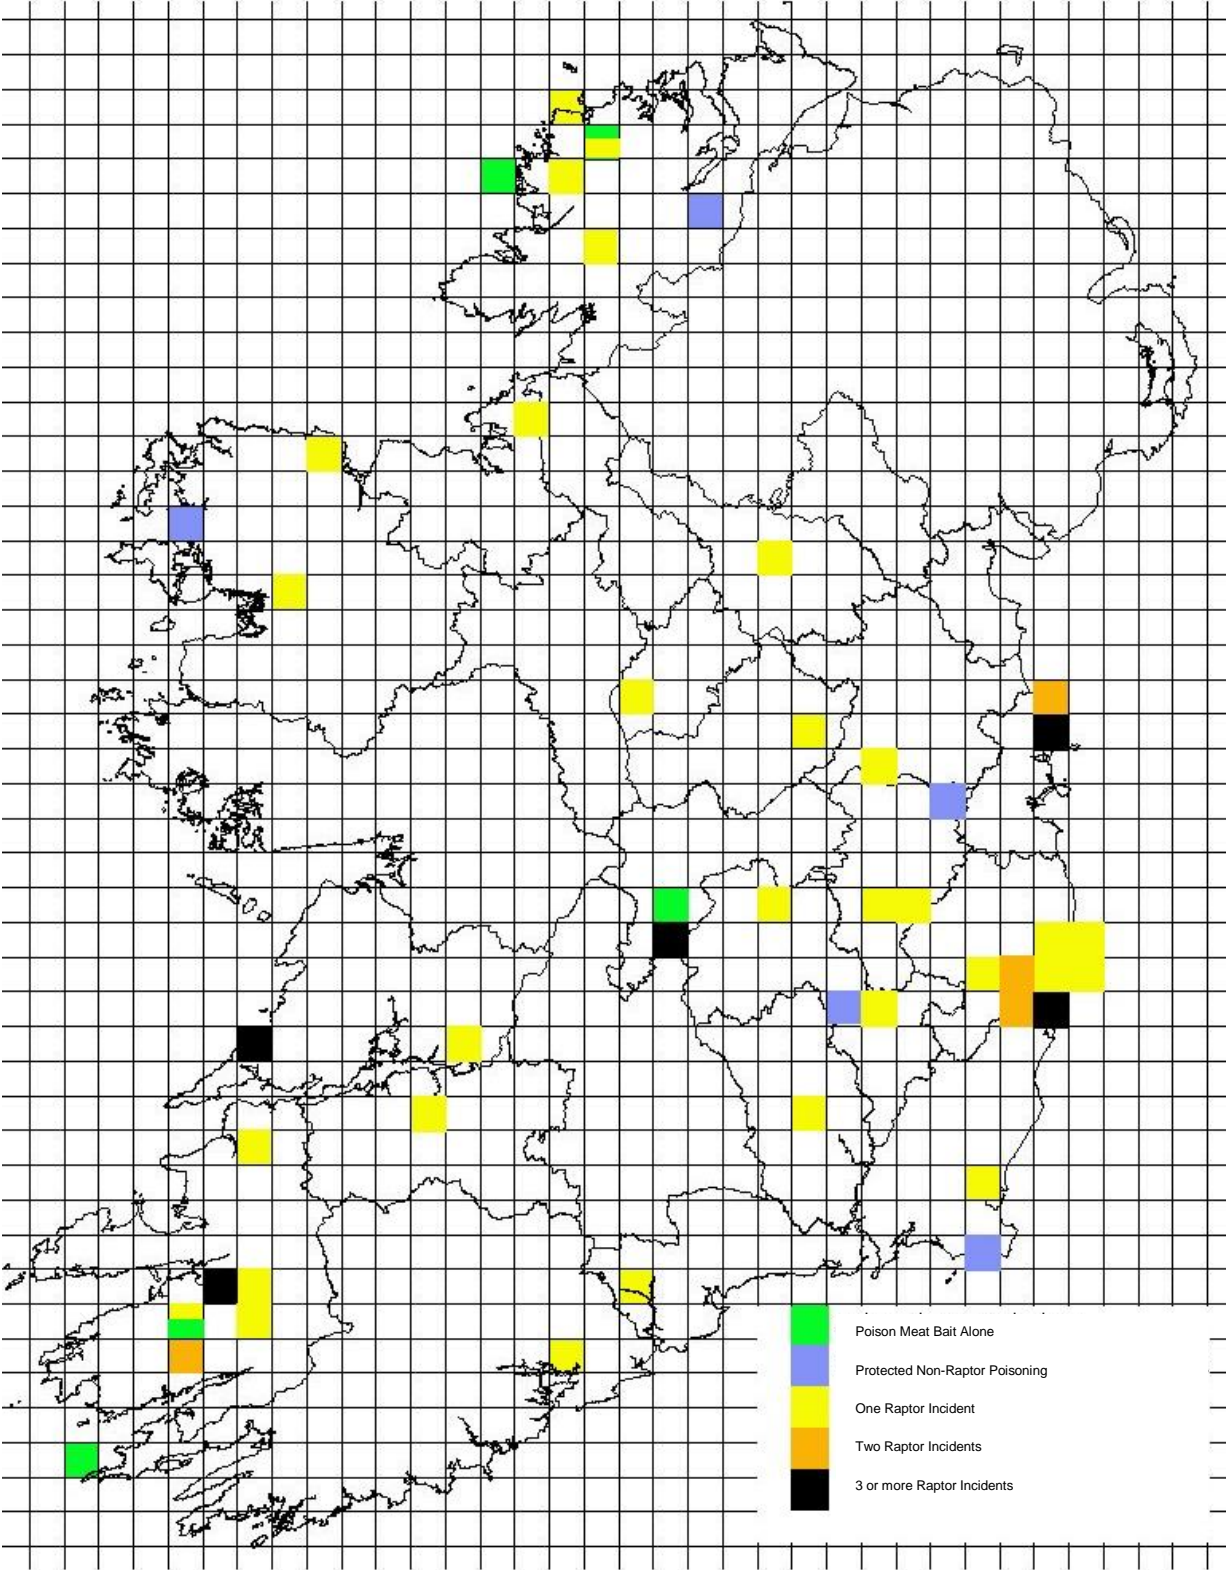 Poison Meat Bait Alone
Protected Non-Raptor Poisoning
One Raptor Incident
Two Raptor Incidents
3 or more Raptor Incidents